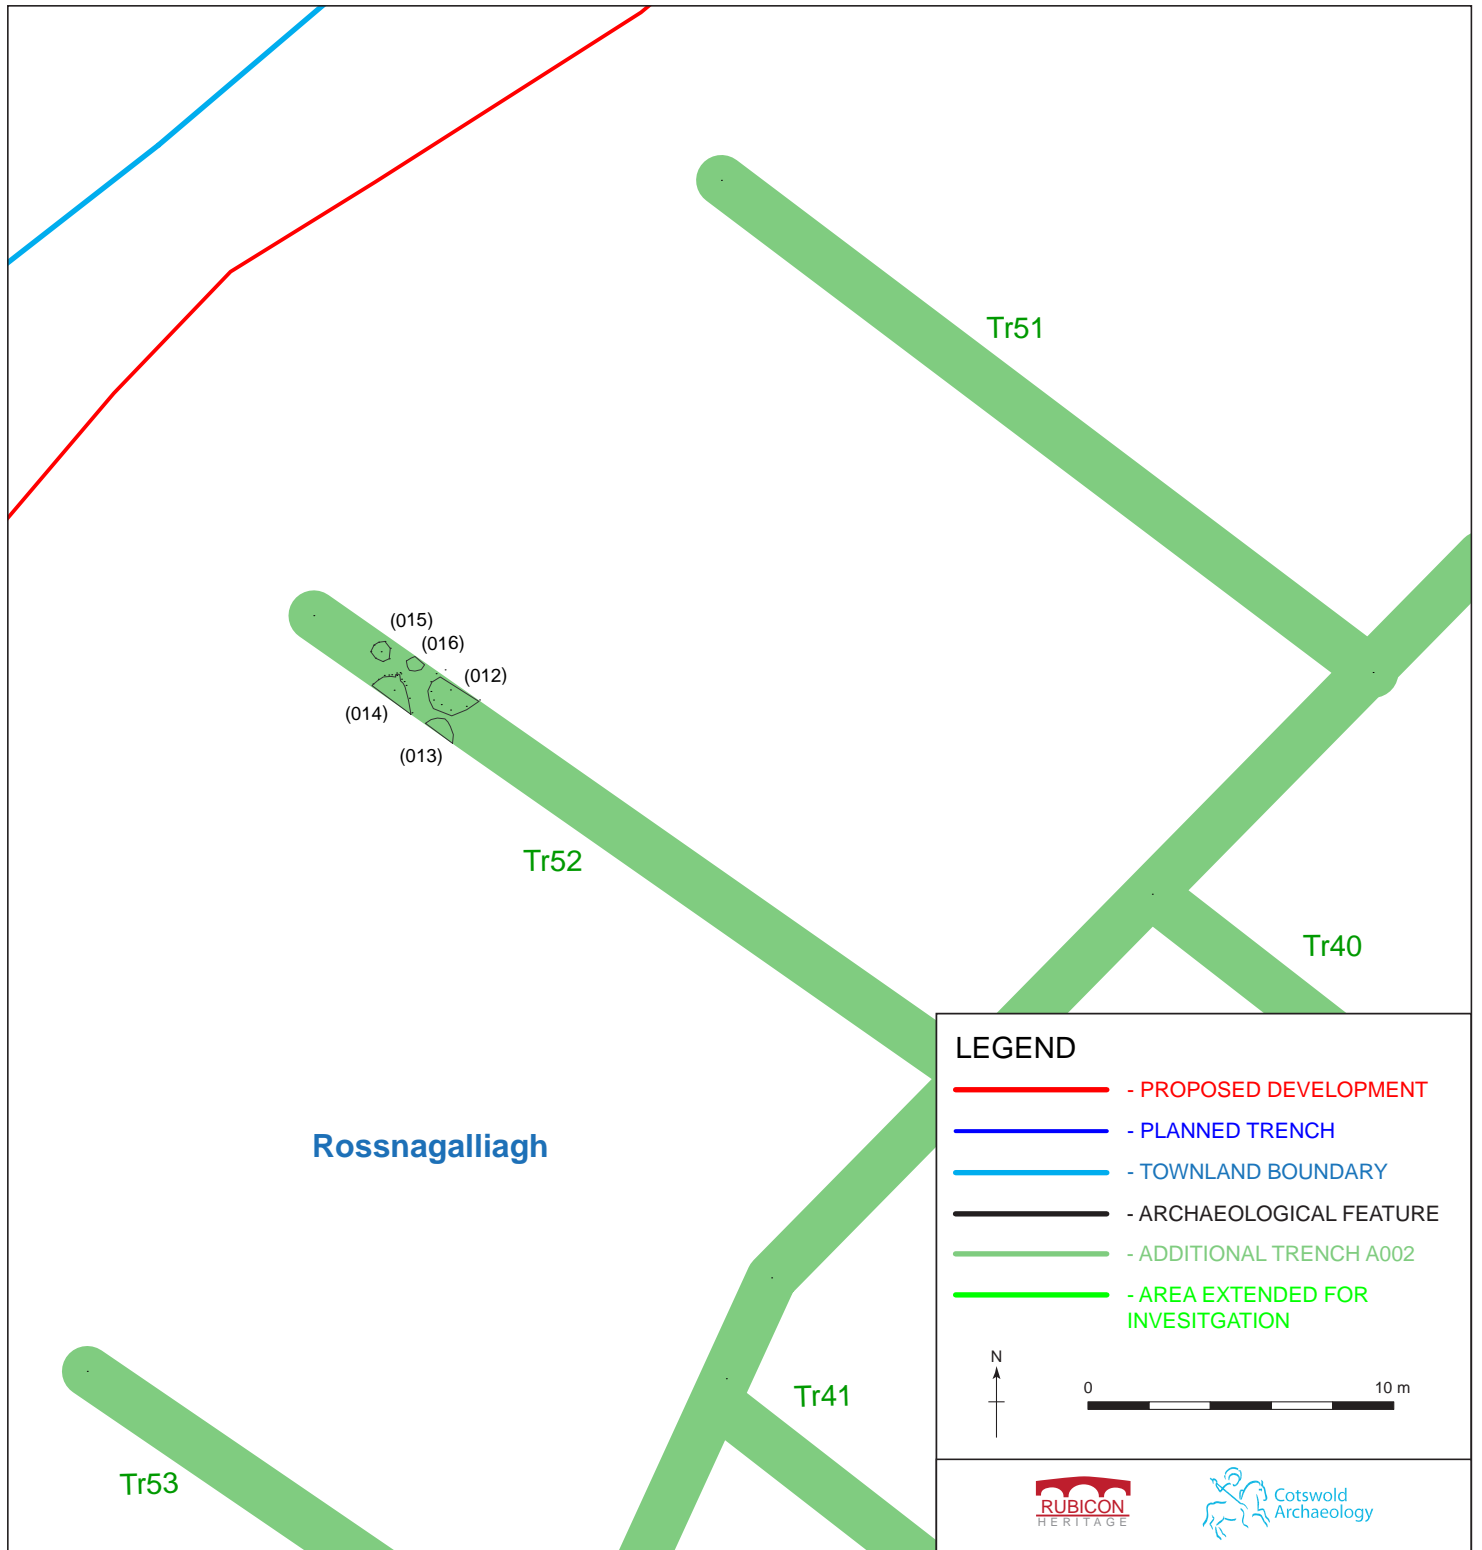 Tr51
(015)
(016)
(012)
(014)
(013)
Tr52
Tr40
Rossnagalliagh
Tr41
Tr53
LEGEND
- PROPOSED DEVELOPMENT
- PLANNED TRENCH
- TOWNLAND BOUNDARY
- ARCHAEOLOGICAL FEATURE
- ADDITIONAL TRENCH A002
- AREA EXTENDED FOR
INVESITGATION
N
0 10 m
RUBICON
HERITAGE
Cotswold
Archaeology